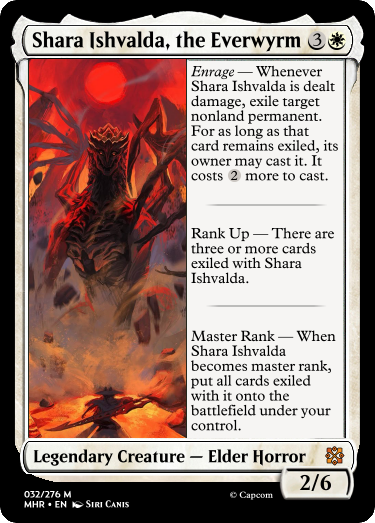 Shara Ishvalda, the Everwyrm 3
Enrage — Whenever
Shara Ishvalda is dealt
damage, exile target
nonland permanent.
For as long as that
card remains exiled, its
owner may cast it. It
costs 2 more to cast.
Rank Up — There are
three or more cards
exiled with Shara
Ishvalda.
Master Rank — When
Shara Ishvalda
becomes master rank,
put all cards exiled
with it onto the
battlefield under your
control.
Legendary Creature — Elder Horror
2/6
032/276 M
MHR • EN Siri Canis
© Capcom